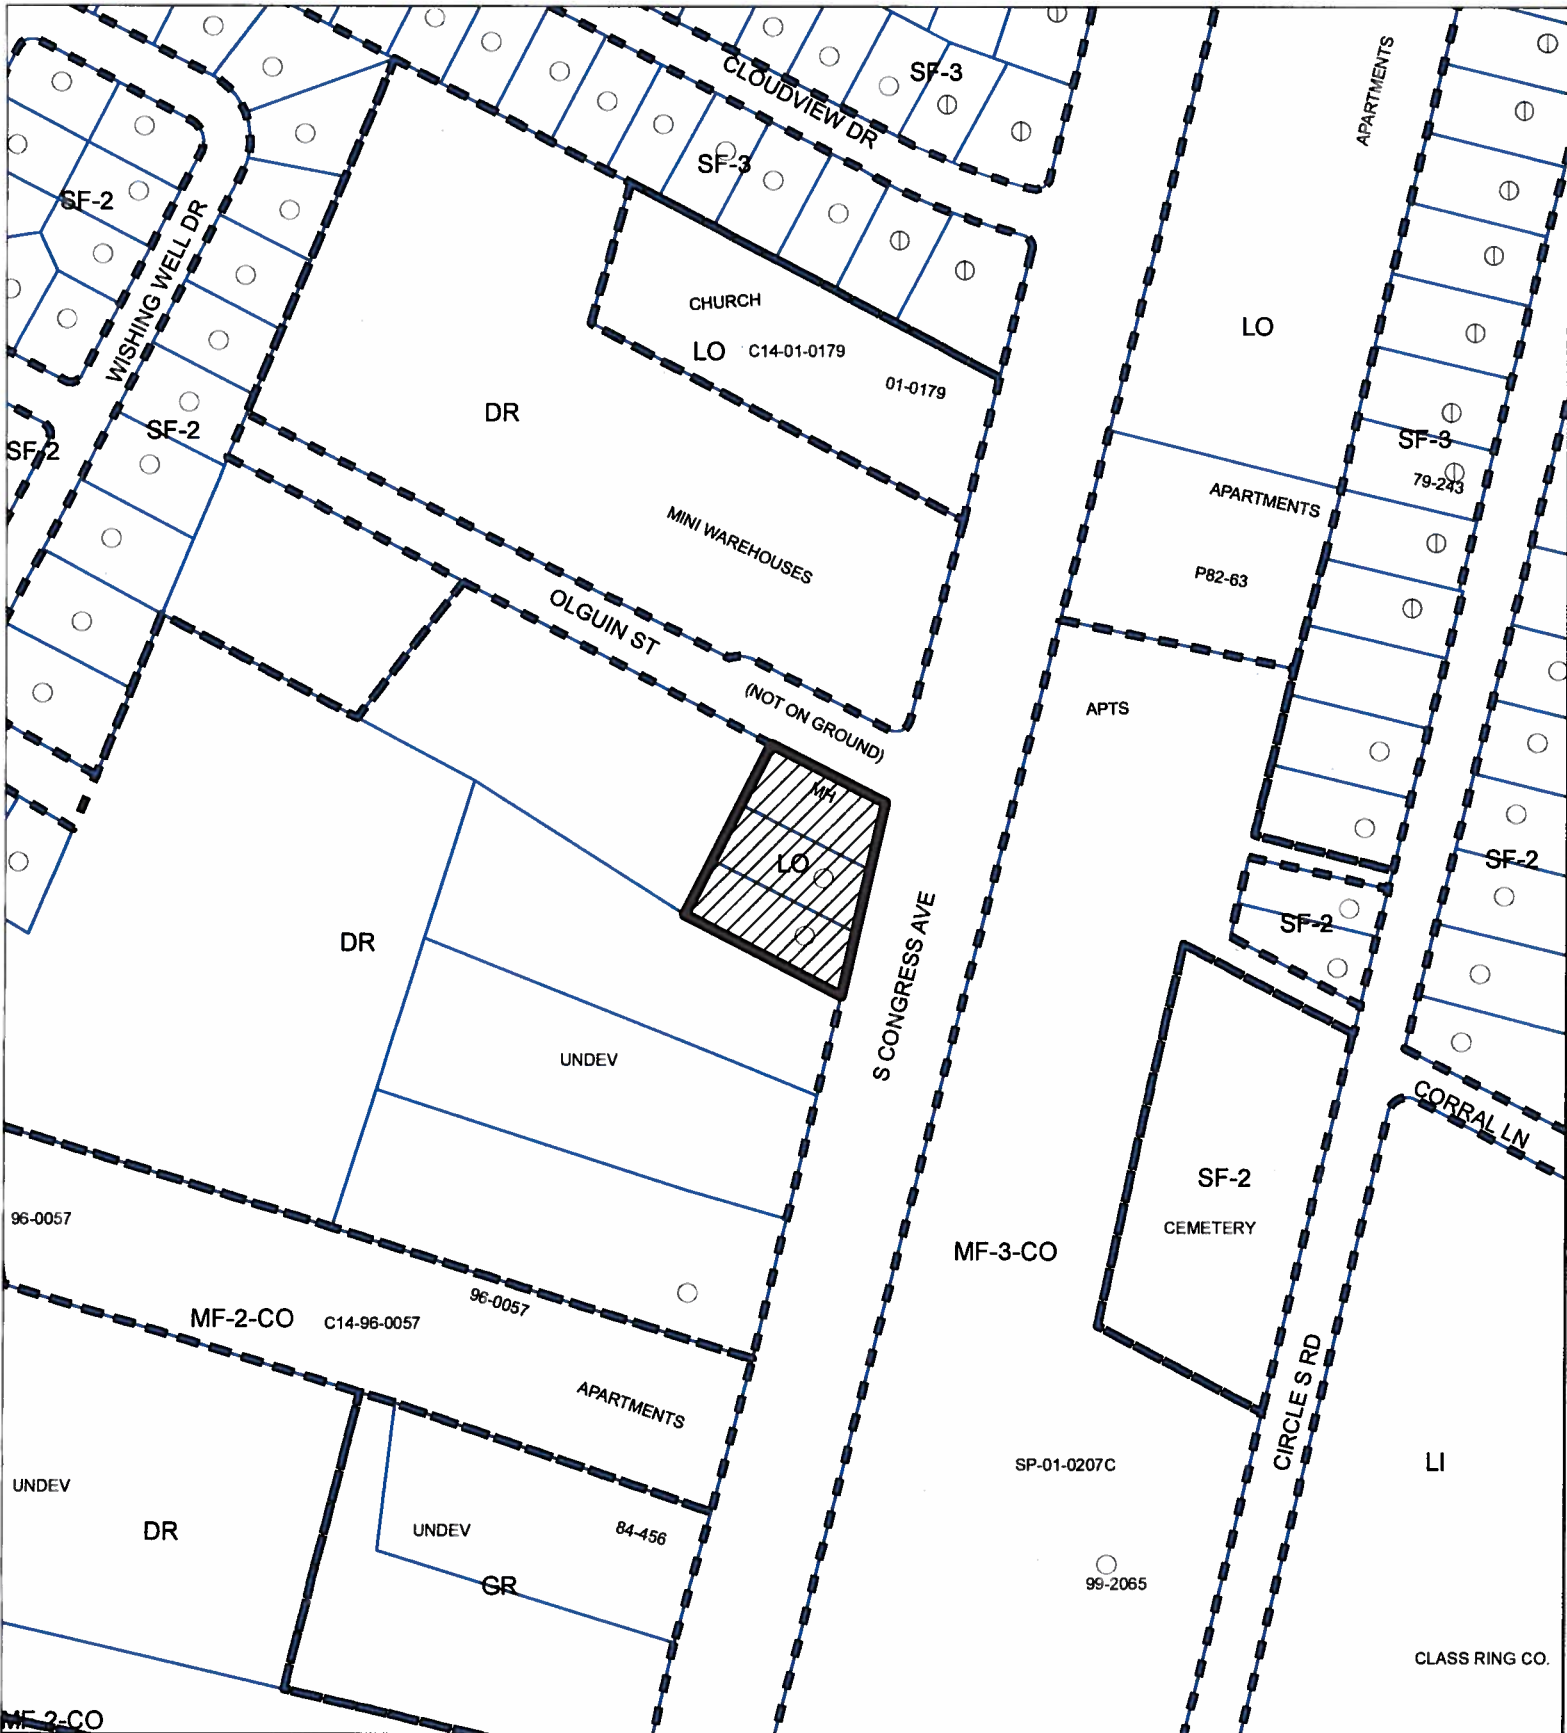 APARTMENTS
SF-3
CLOUDVIEW DR
SF-3
SF-2
WISHING WELL DR
CHURCH
LO
C14-01-0179
01-0179
LO
DR
SF-2
SF-2
SF-3
79-243
APARTMENTS
MINI WAREHOUSES
P82-63
OLGUIN ST
(NOT ON GROUND)
APTS
MH
LO
SF-2
SF-2
DR
S CONGRESS AVE
UNDEV
CORRAL LN
SF-2
CEMETERY
96-0057
MF-3-CO
96-0057
MF-2-CO
C14-96-0057
APARTMENTS
CIRCLE S RD
SP-01-0207C
LI
UNDEV
DR
UNDEV
84-456
GR
99-2065
CLASS RING CO.
MF-2-CO